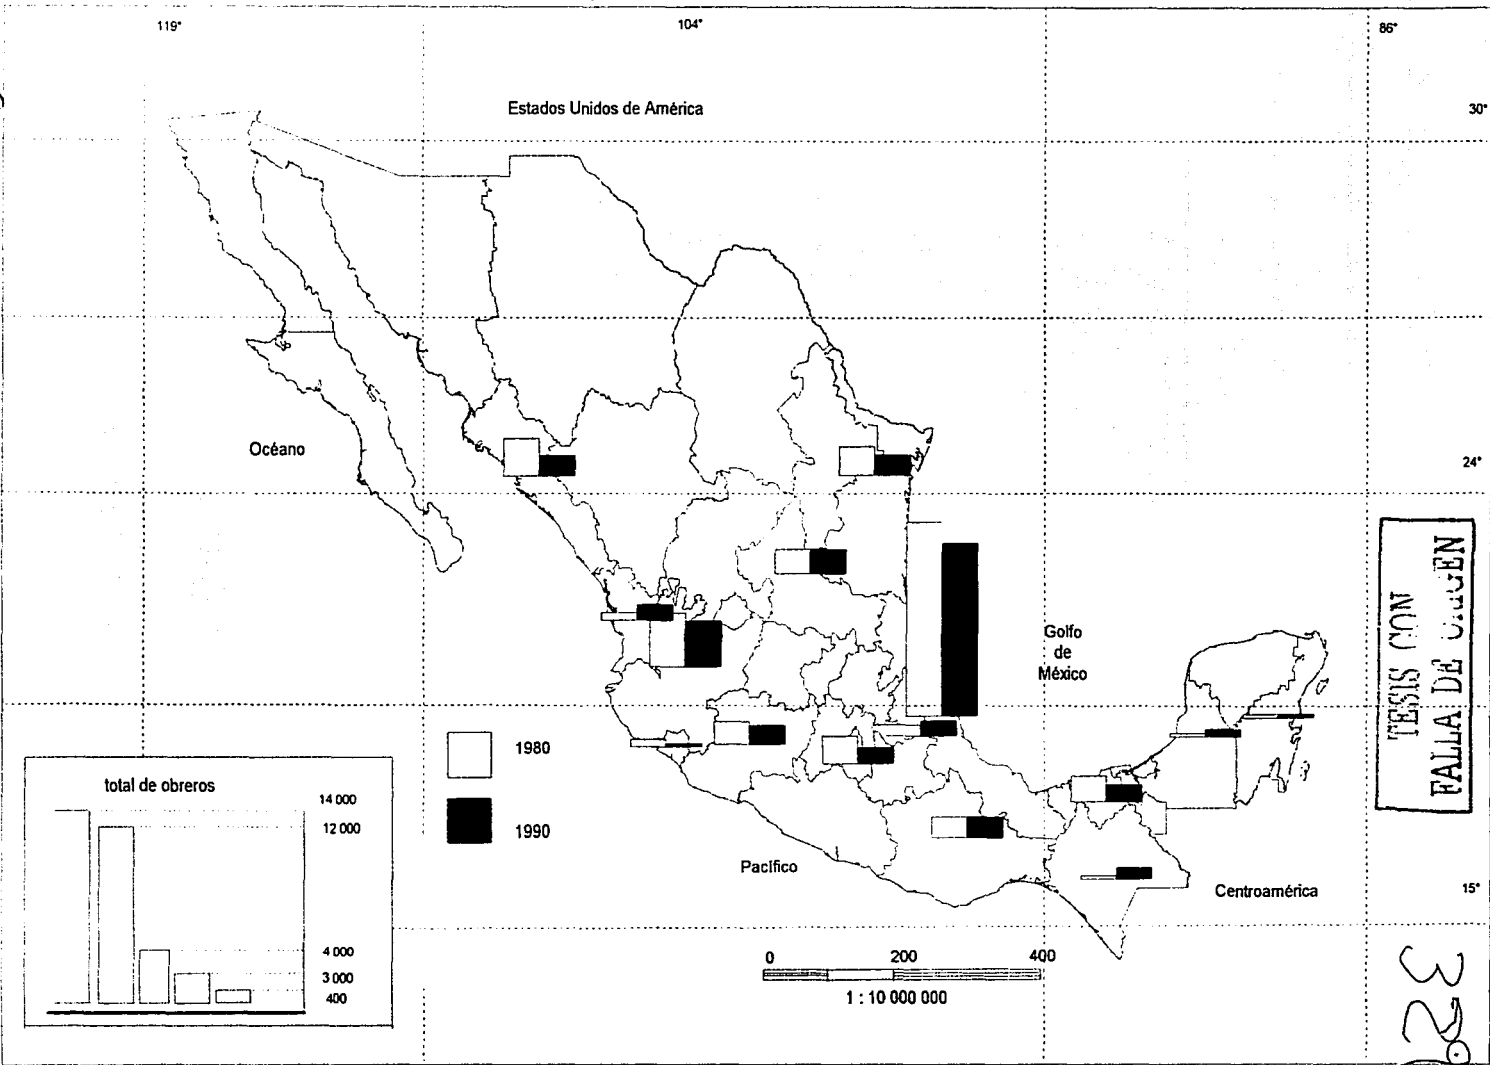 119°
104°
86°
Estados Unidos de América
30°
Océano
24°
TESIS CON
FALLA DE
Golfo
de
México
1980
1990
total de obreros
14 000
12 000
4 000
3 000
400
Pacífico
Centroamérica
15°
0 200 400
1 : 10 000 000